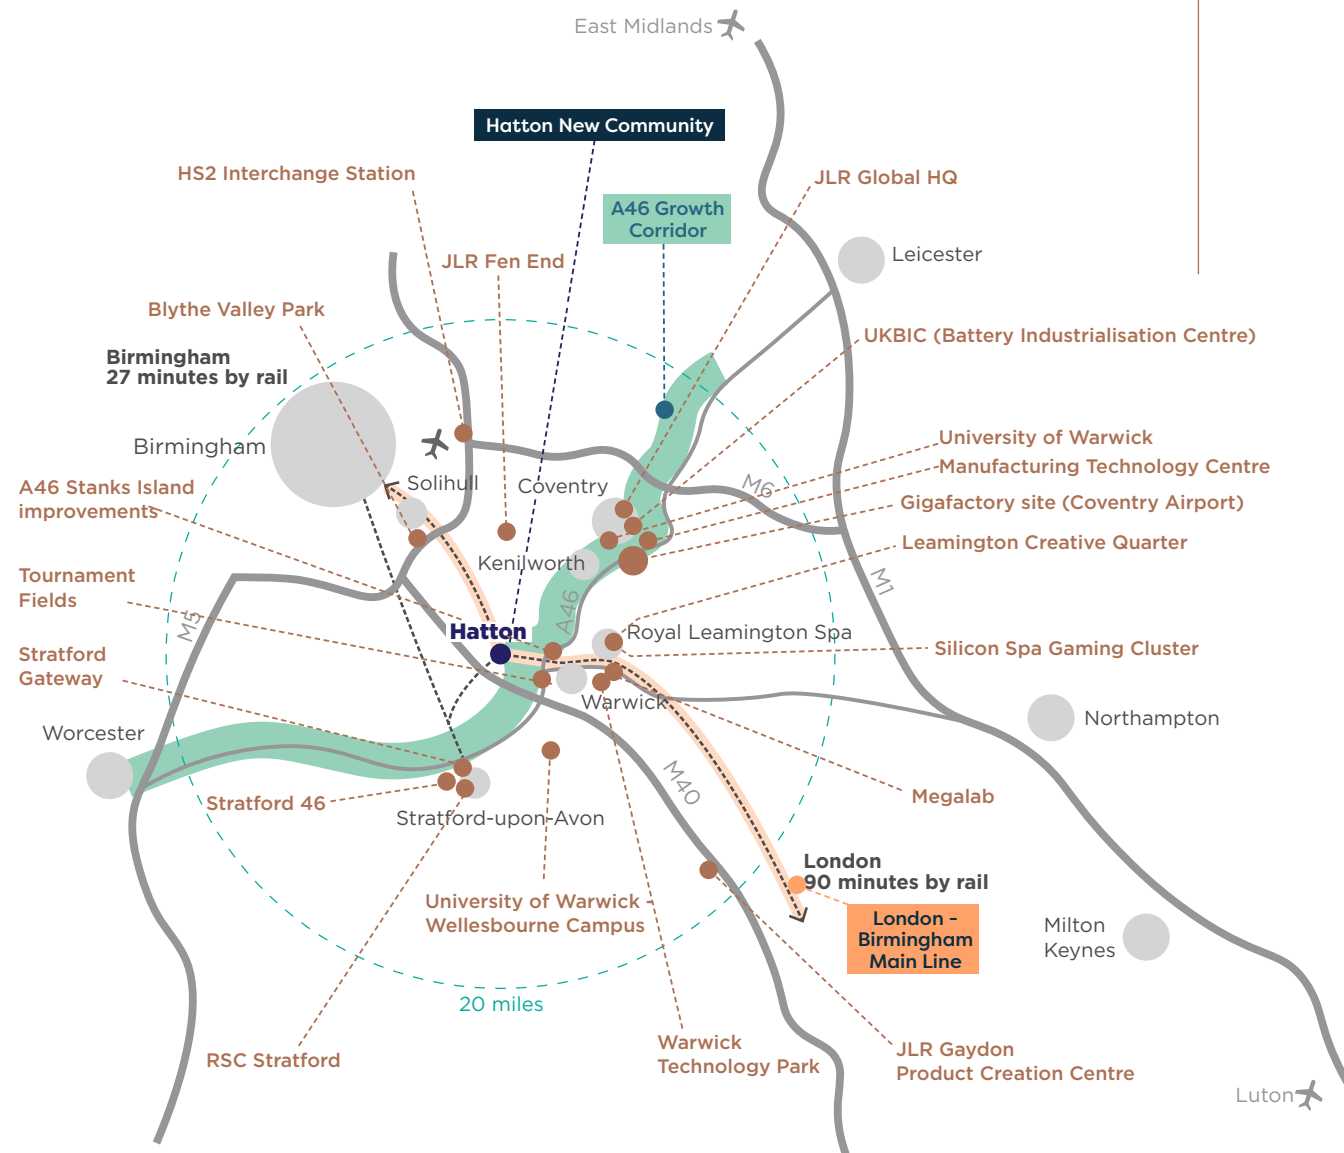 East Midlands
Hatton New Community
HS2 Interchange Station
JLR Global HQ
A46 Growth
Corridor
Leicester
JLR Fen End
Blythe Valley Park
UKBIC (Battery Industrialisation Centre)
Birmingham
27 minutes by rail
Birmingham
University of Warwick
Manufacturing Technology Centre
Solihull
Coventry
M6
A46 Stanks Island
improvements
Gigafactory site (Coventry Airport)
Leamington Creative Quarter
Kenilworth
Tournament
Fields
M1
A46
M5
Hatton
Royal Leamington Spa
Silicon Spa Gaming Cluster
Stratford
Gateway
Warwick
Northampton
Worcester
M40
Stratford 46
Megalab
Stratford-upon-Avon
London
90 minutes by rail
University of Warwick -
Wellesbourne Campus
London -
Birmingham
Main Line
Milton
Keynes
20 miles
RSC Stratford
Warwick
Technology Park
JLR Gaydon
Product Creation Centre
Luton